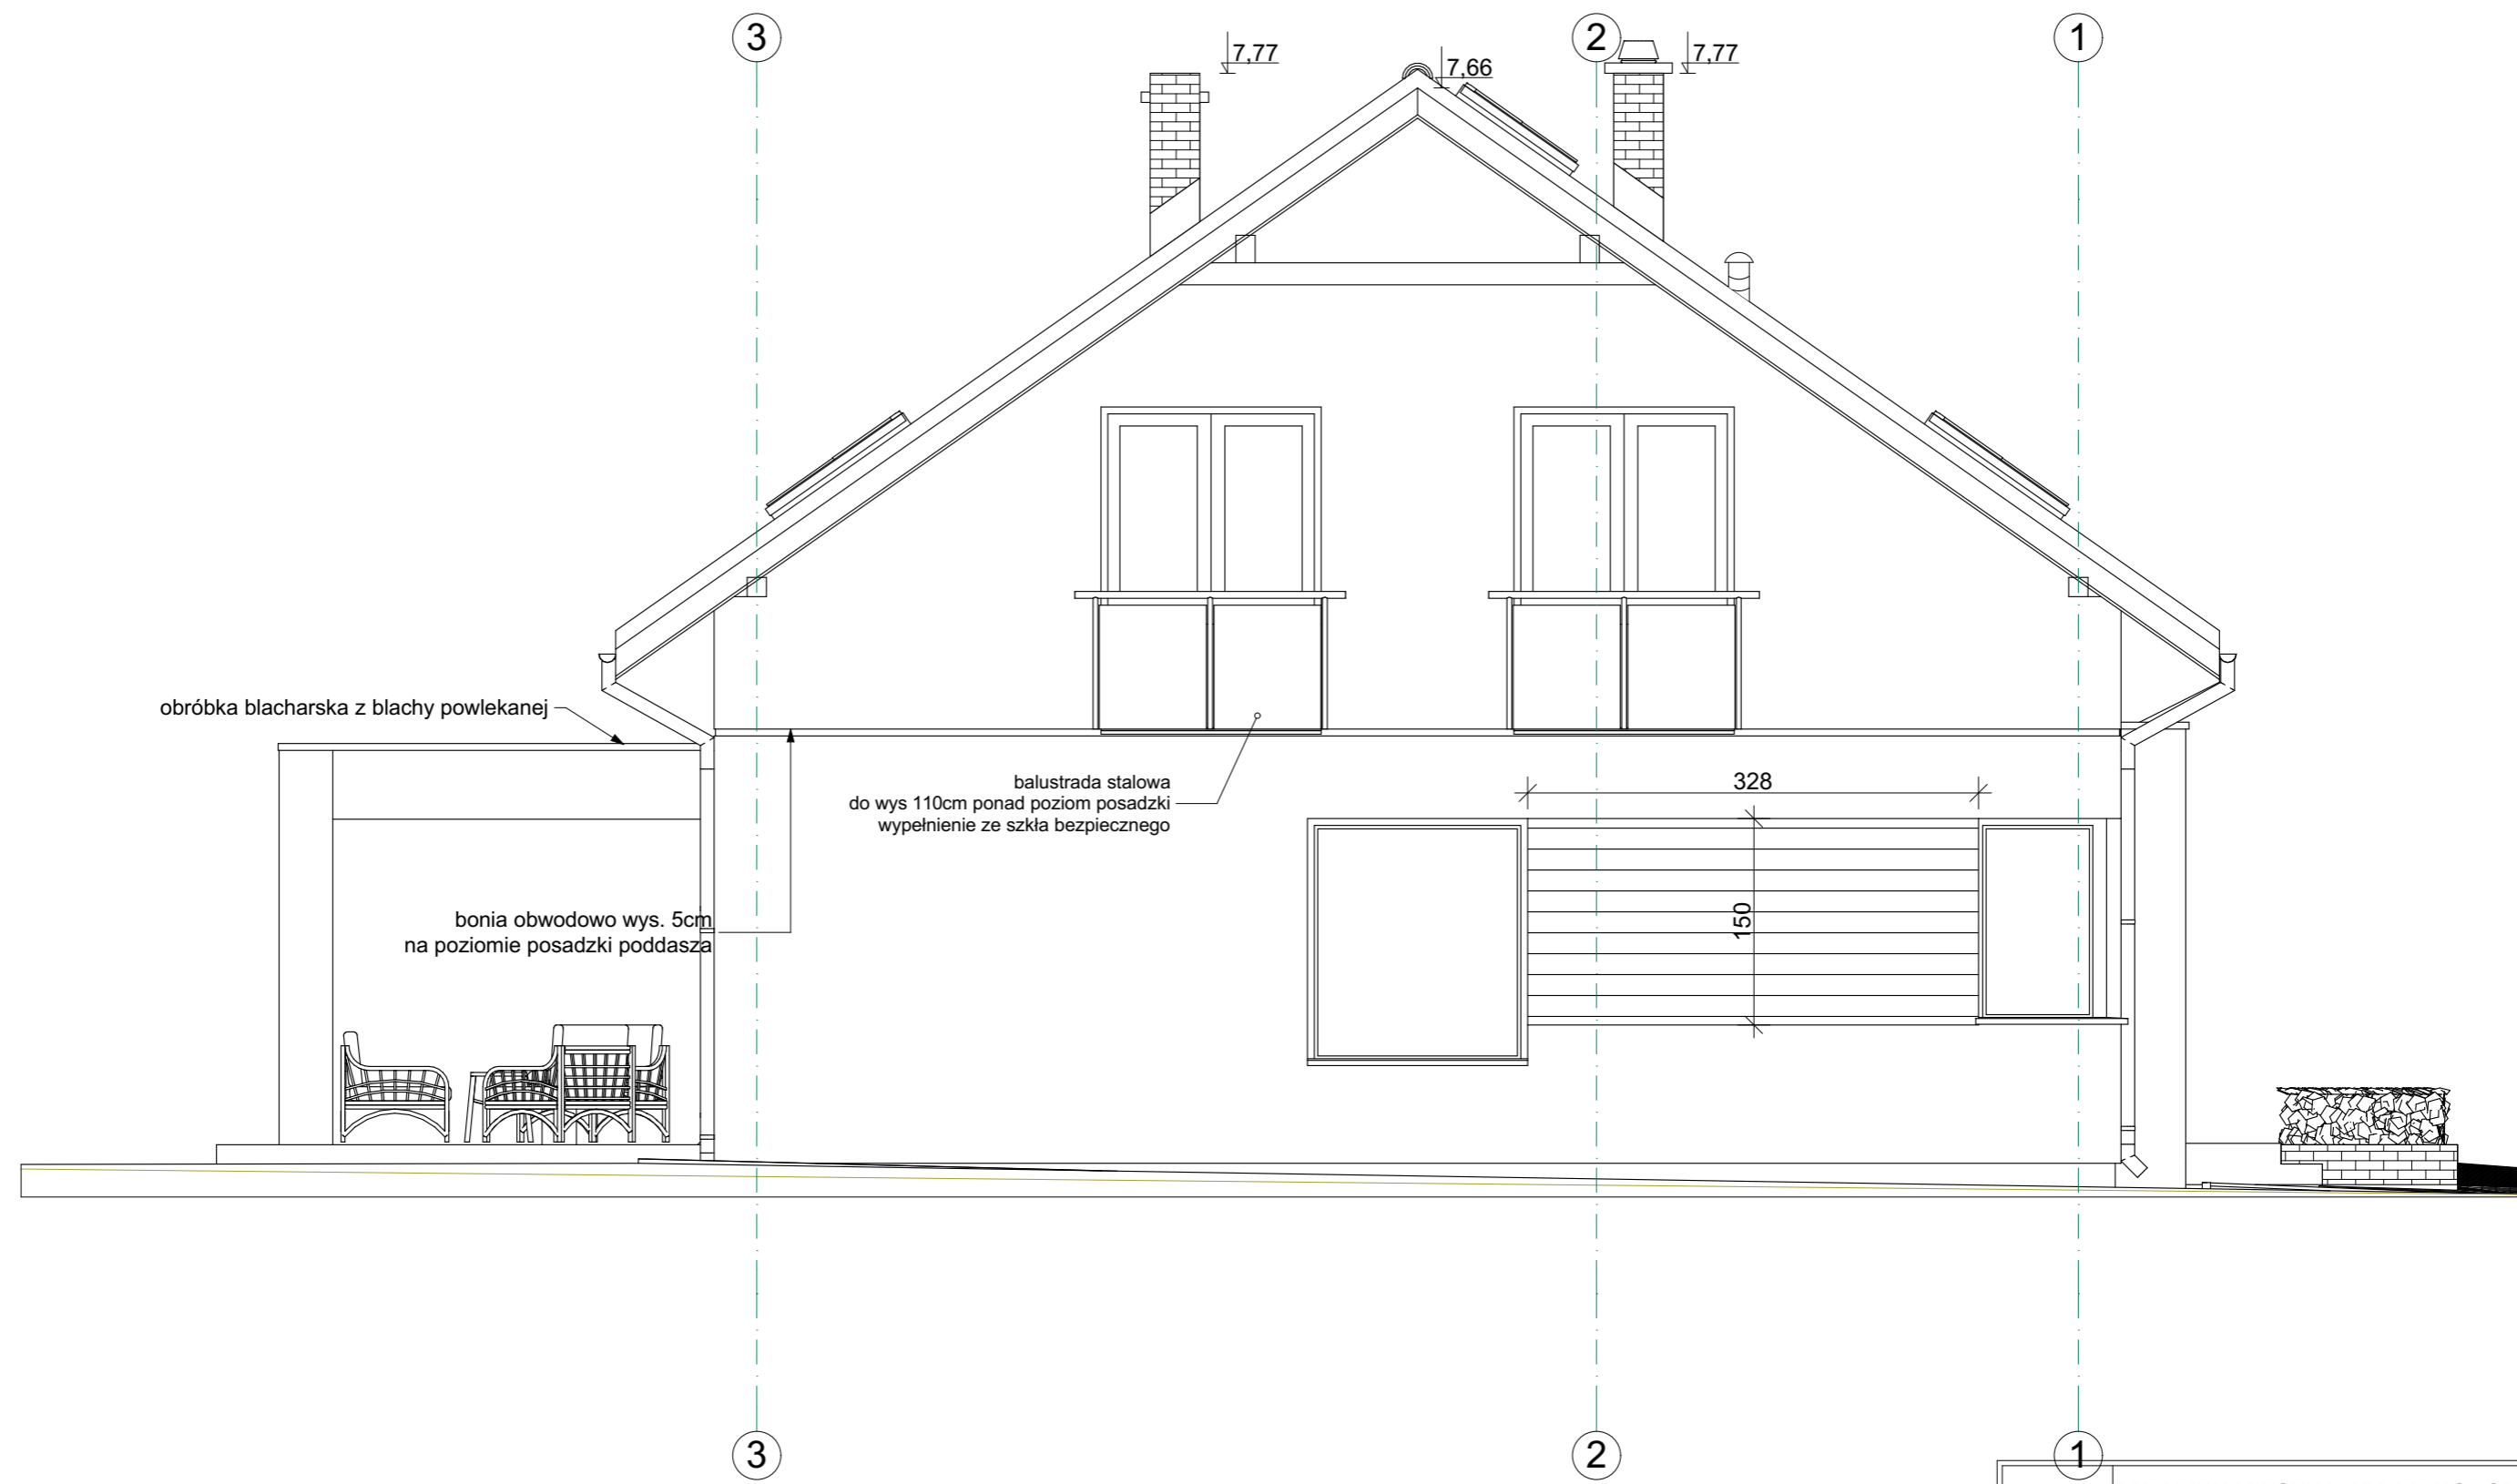 3
2
1
7,77
7,66
7,77
obróbka blacharska z blachy powlekanej
balustrada stalowa
do wys 110cm ponad poziom posadzki
wypełnienie ze szkła bezpiecznego
328
150
bonia obwodowo wys. 5cm
na poziomie posadzki poddasza
3
2
1